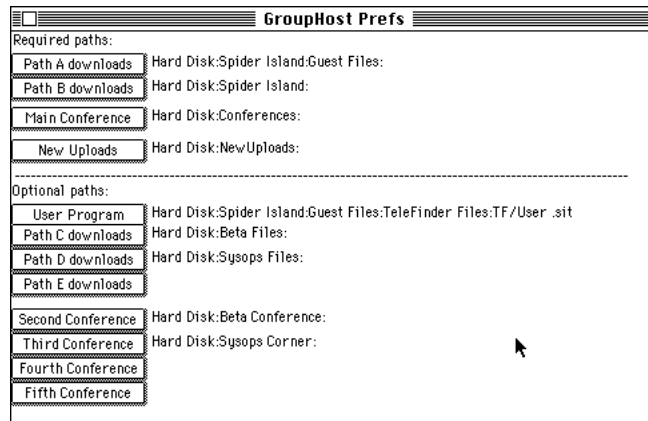 GroupHost Prefs
Required paths:
Path A downloads Hard Disk:Spider Island:Guest Files:
Path B downloads Hard Disk:Spider Island:
Main Conference Hard Disk:Conferences:
New Uploads Hard Disk:NewUploads:
Optional paths:
User Program Hard Disk:Spider Island:Guest Files:TeleFinder Files:TF/User .sit
Path C downloads Hard Disk:Beta Files:
Path D downloads Hard Disk:Sysops Files:
Path E downloads
Second Conference Hard Disk:Beta Conference:
Third Conference Hard Disk:Sysops Corner:
Fourth Conference
Fifth Conference